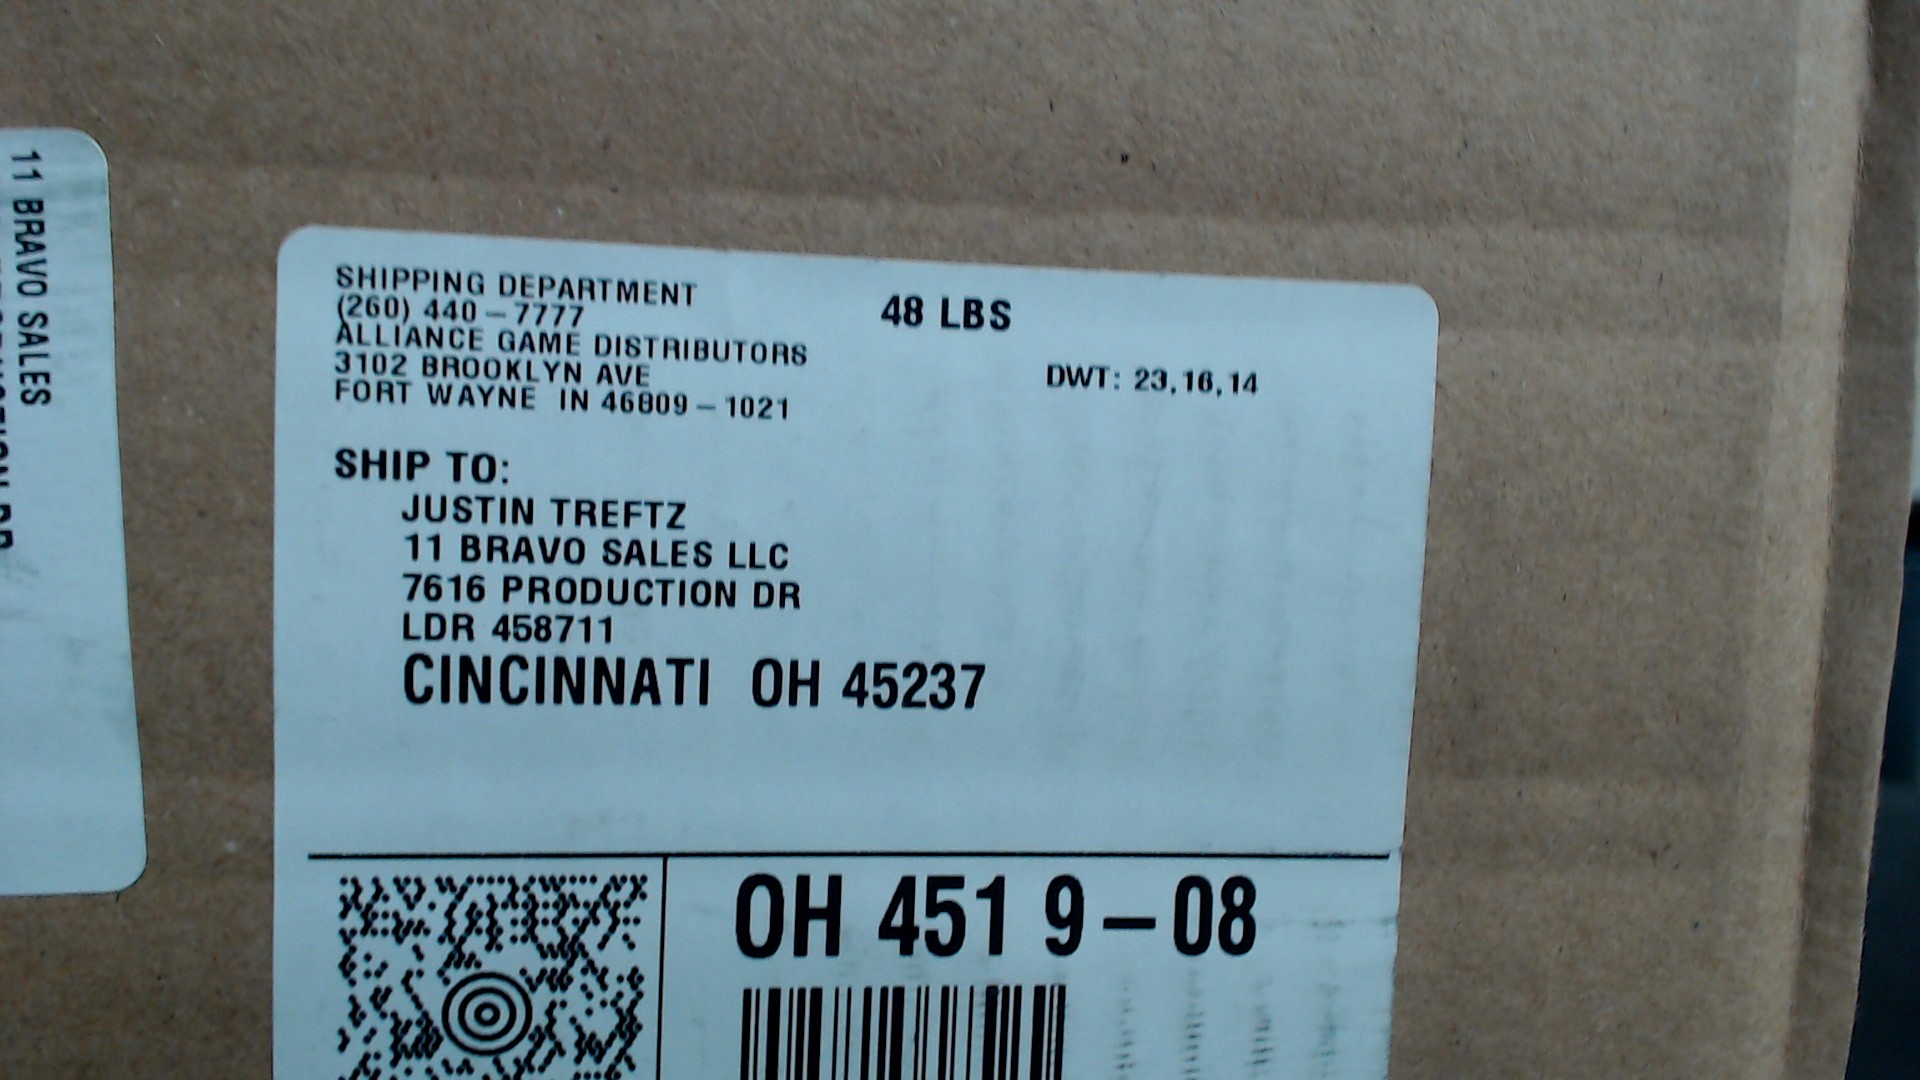 11 BRAVO SALES
SHIPPING DEPARTMENT
(260) 440-7777
ALLIANCE GAME DISTRIBUTORS
3102 BROOKLYN AVE
FORT WAYNE IN 46809-1021
48 LBS
DWT: 23,16,14
SHIP TO:
JUSTIN TREFTZ
11 BRAVO SALES LLC
7616 PRODUCTION DR
LDR 458711
CINCINNATI OH 45237
OH 451 9-08